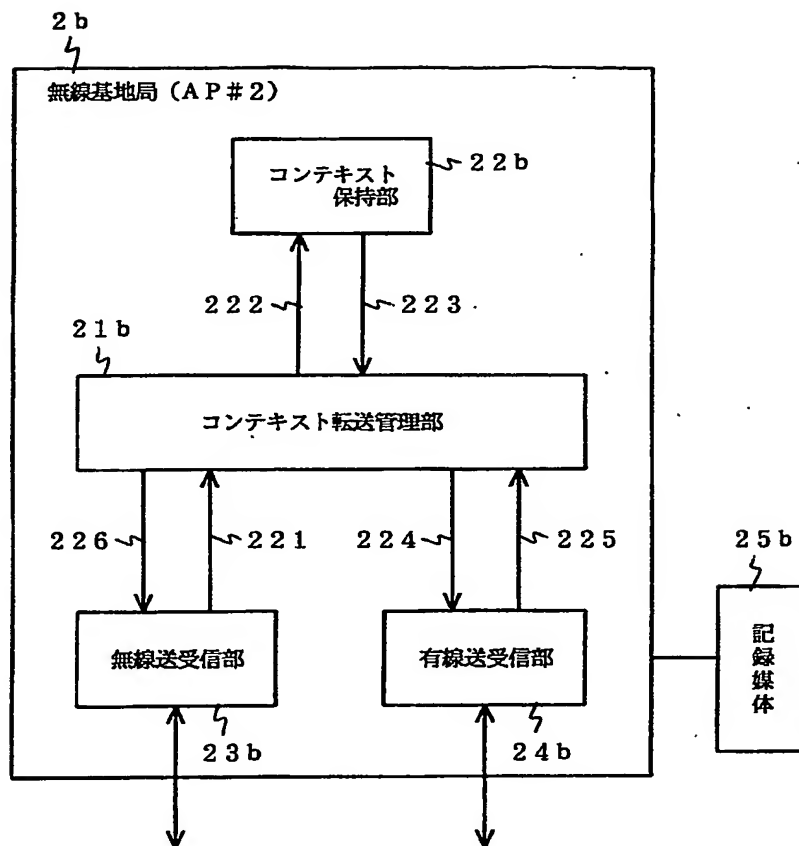 2b
無線基地局(AP#2)
コンテキスト
保持部
22b
222
223
21b
コンテキスト転送管理部
226
221
224
225
25b
無線送受信部
有線送受信部
記録媒体
23b
24b